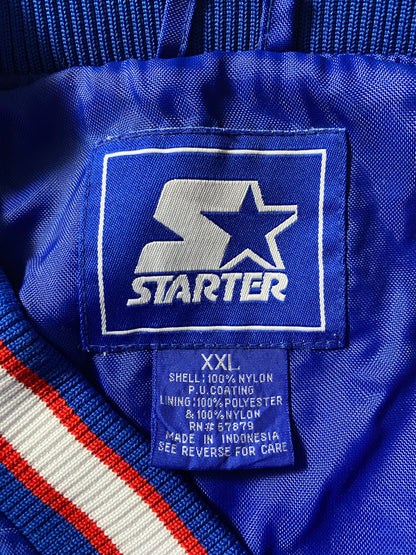 STARTER
XXL
SHELL:100% NYLON
P.U.COATING
LINING:100% POLYESTER
& 100% NYLON
RN# 57879
MADE IN INDONESIA
SEE REVERSE FOR CARE